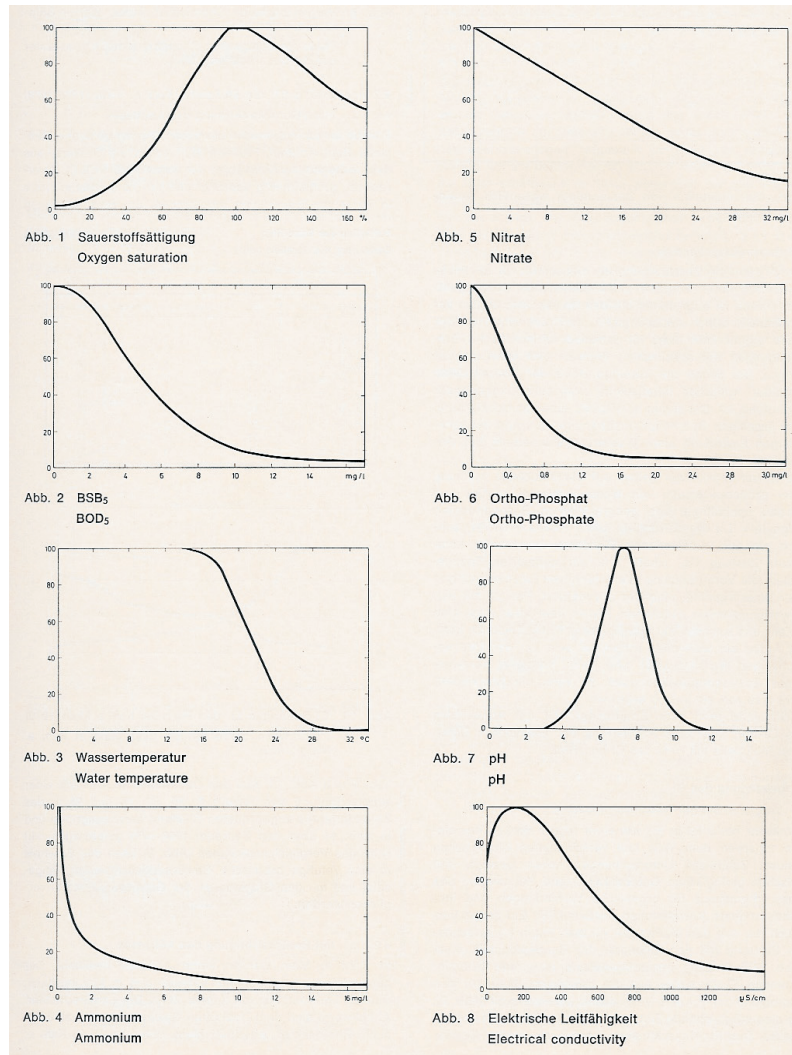 100
80
60
40
20
0
0 20 40 60 80 100 120 140 160 %
Abb. 1 Sauerstoffsättigung
Oxygen saturation
100
80
60
40
20
0
0 2 4 6 8 10 12 14 mg/l
Abb. 2 BSB₅
BOD₅
100
80
60
40
20
0
0 4 8 12 16 20 24 28 32 °C
Abb. 3 Wassertemperatur
Water temperature
100
80
60
40
20
0
0 2 4 6 8 10 12 14 16 mg/l
Abb. 4 Ammonium
Ammonium
100
80
60
40
20
0
0 4 8 12 16 20 24 28 32 mg/l
Abb. 5 Nitrat
Nitrate
100
80
60
40
20
0
0 0,4 0,8 1,2 1,6 2,0 2,4 2,8 3,0 mg/l
Abb. 6 Ortho-Phosphat
Ortho-Phosphate
100
80
60
40
20
0
0 2 4 6 8 10 12 14
Abb. 7 pH
pH
100
80
60
40
20
0
0 200 400 600 800 1000 1200 µS/cm
Abb. 8 Elektrische Leitfähigkeit
Electrical conductivity